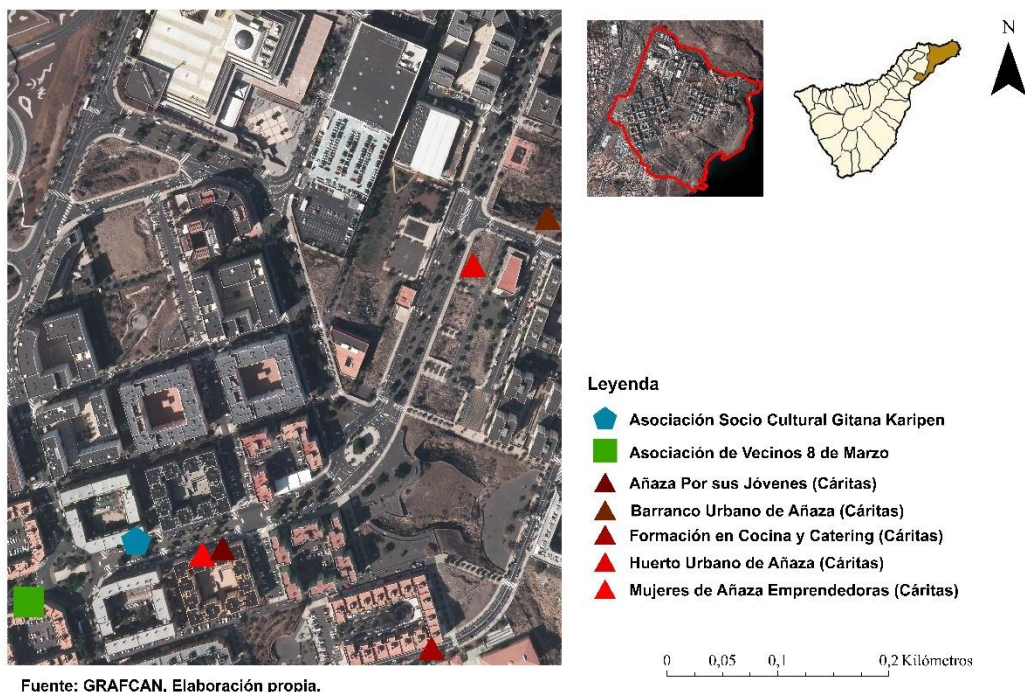 N
Leyenda
Asociación Socio Cultural Gitana Karipen
Asociación de Vecinos 8 de Marzo
Añaza Por sus Jóvenes (Cáritas)
Barranco Urbano de Añaza (Cáritas)
Formación en Cocina y Catering (Cáritas)
Huerto Urbano de Añaza (Cáritas)
Mujeres de Añaza Emprendedoras (Cáritas)
0 0,05 0,1 0,2 Kilómetros
Fuente: GRAFCAN, Elaboración propia.